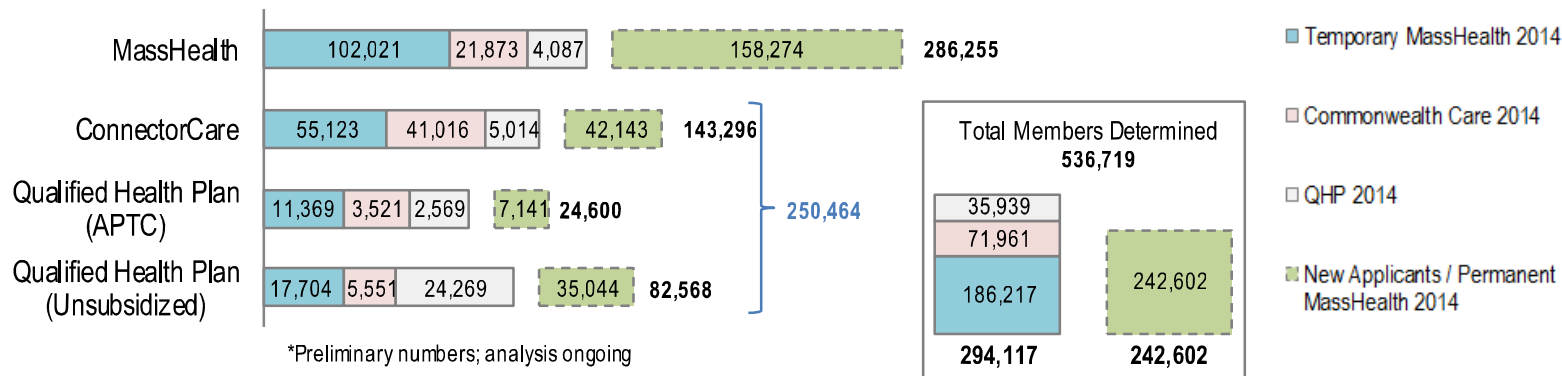 MassHealth
102,021 21,873 4,087 158,274 286,255
ConnectorCare
55,123 41,016 5,014 42,143 143,296
Qualified Health Plan
(APTC)
11,369 3,521 2,569 7,141 24,600
Qualified Health Plan
(Unsubsidized)
17,704 5,551 24,269 35,044 82,568
250,464
*Preliminary numbers; analysis ongoing
Total Members Determined
536,719
35,939
71,961
186,217
242,602
294,117 242,602
Temporary MassHealth 2014
Commonwealth Care 2014
QHP 2014
New Applicants / Permanent
MassHealth 2014